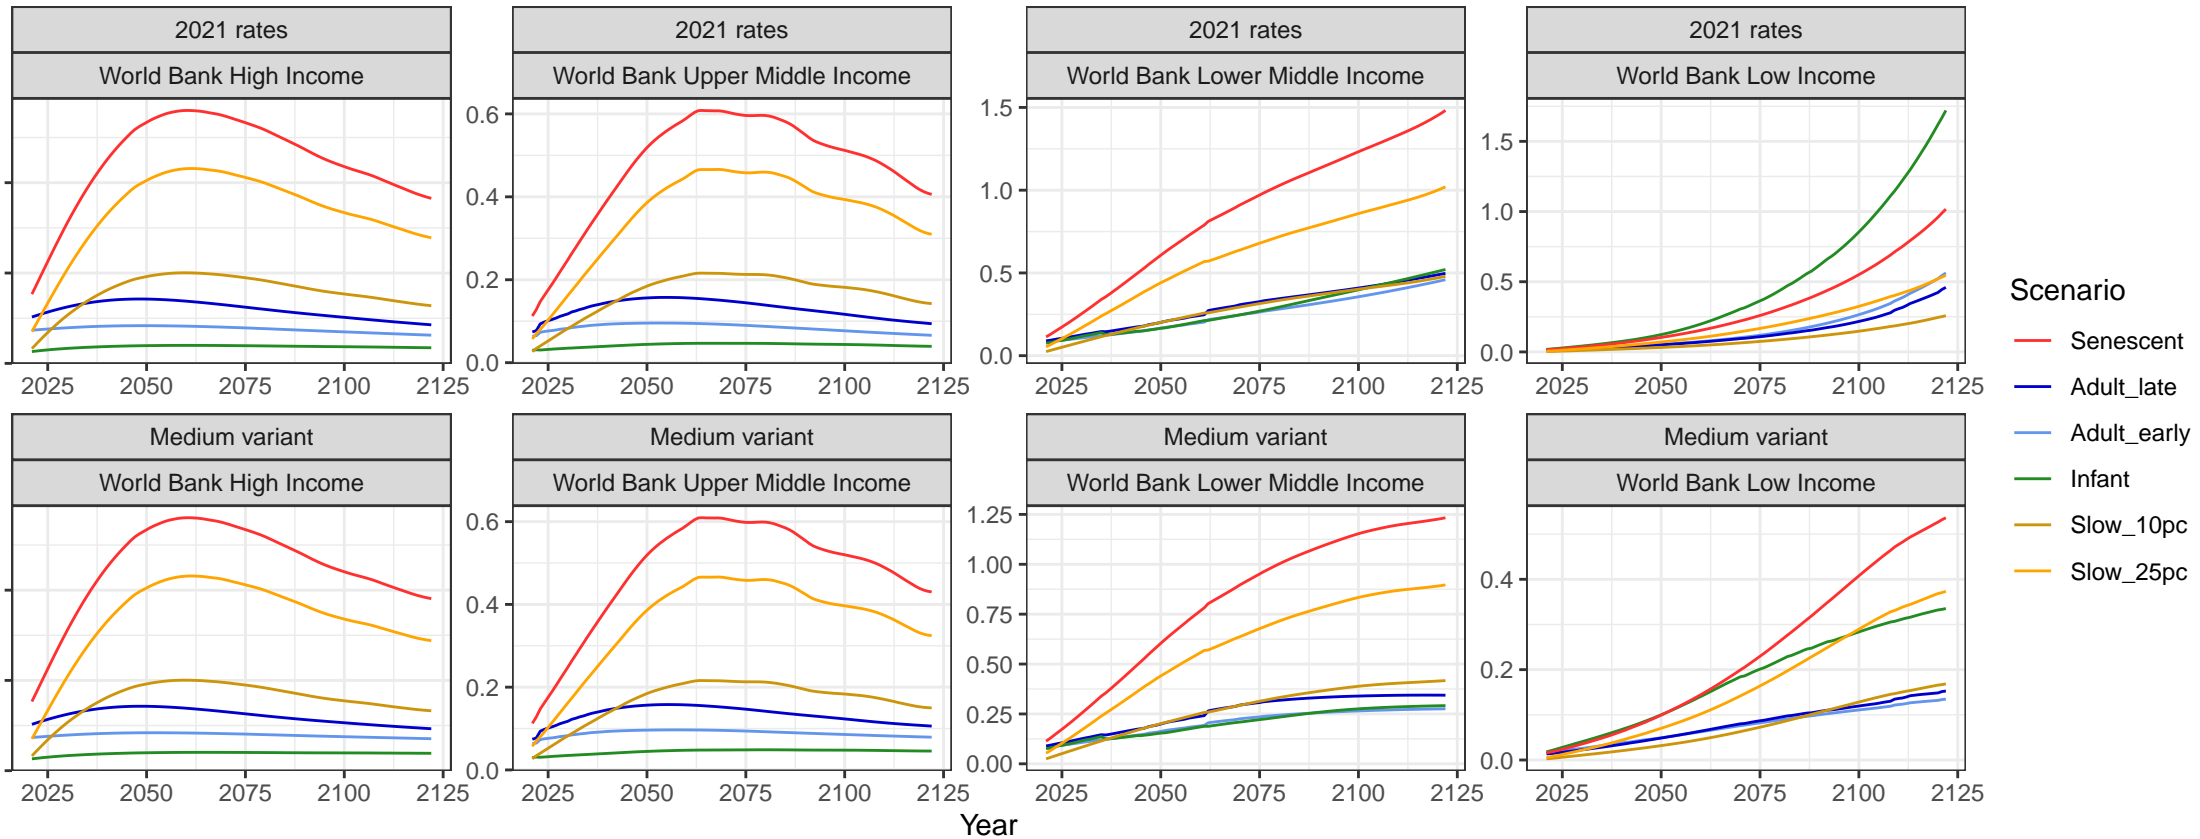 2021 rates 2021 rates 2021 rates 2021 rates
World Bank High Income World Bank Upper Middle Income World Bank Lower Middle Income World Bank Low Income
0.6
0.4
0.2
0.0
1.5
1.0
0.5
0.0
1.5
1.0
0.5
0.0
2025 2050 2075 2100 2125 2025 2050 2075 2100 2125 2025 2050 2075 2100 2125 2025 2050 2075 2100 2125
Medium variant Medium variant Medium variant Medium variant
World Bank High Income World Bank Upper Middle Income World Bank Lower Middle Income World Bank Low Income
0.6
0.4
0.2
0.0
1.25
1.00
0.75
0.50
0.25
0.00
0.4
0.2
0.0
2025 2050 2075 2100 2125 2025 2050 2075 2100 2125 2025 2050 2075 2100 2125 2025 2050 2075 2100 2125
Year
Scenario
Senescent
Adult_late
Adult_early
Infant
Slow_10pc
Slow_25pc